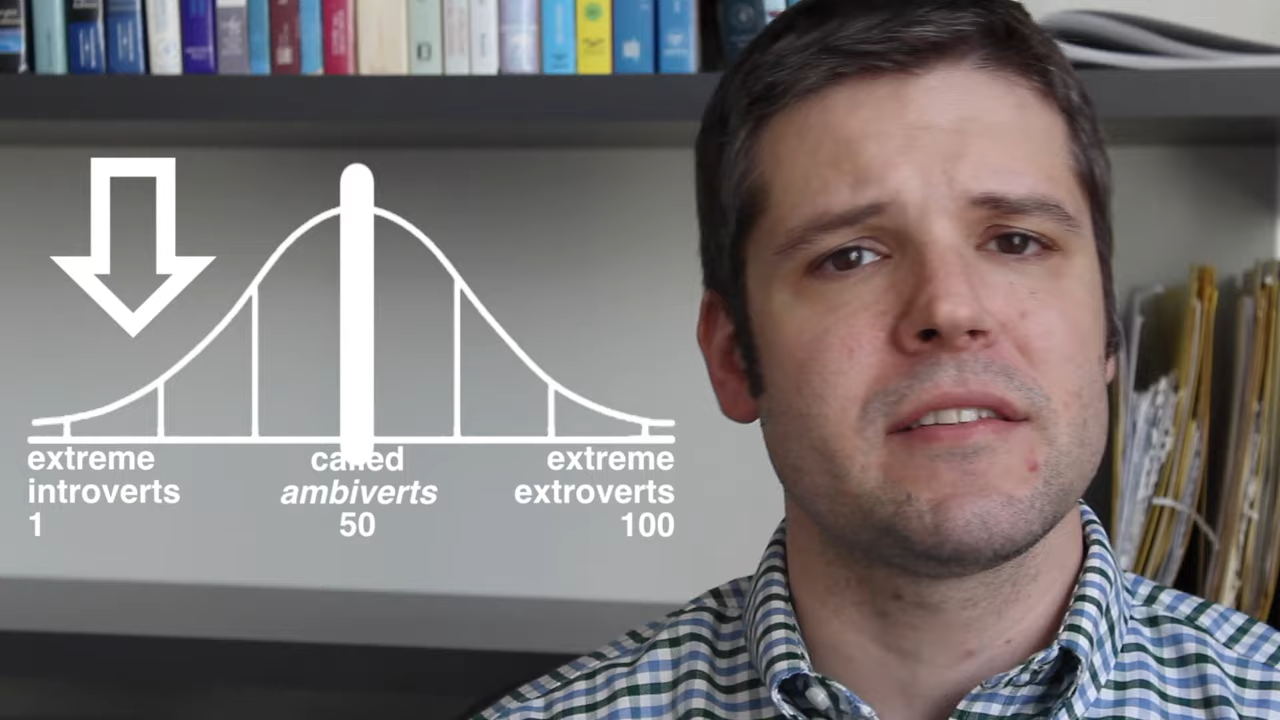 extreme
introverts
1
called
ambiverts
50
extreme
extroverts
100